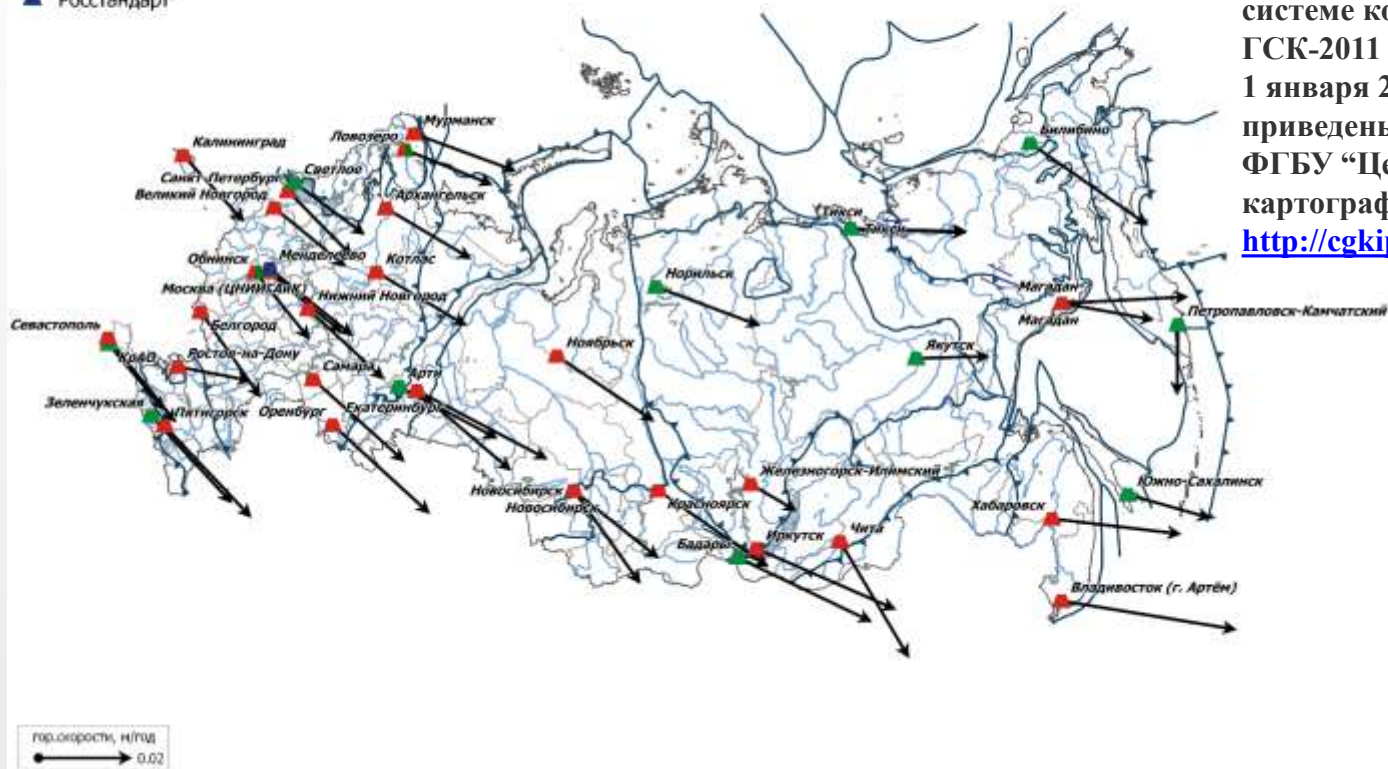 Росстандарт
системе ко
ГСК-2011
1 января 2
приведены
ФГБУ “Це
картограф
http://cgkip
Мурманск
Ловозеро
Калининград
Билибино
Санкт-Петербург
Светлое
Великий Новгород
Архангельск
Тикси
Тикси
Обнинск
Менделеево
Котлас
Норильск
Москва (ЦНИИГАиК)
Нижний Новгород
Магадан
Магадан
Петропавловск-Камчатский
Севастополь
Белгород
КрАО
Ростов-на-Дону
Ноябрьск
Якутск
Самара
Арти
Зеленчукская
Пятигорск
Оренбург
Екатеринбург
Железногорск-Илимский
Новосибирск
Новосибирск
Красноярск
Южно-Сахалинск
Хабаровск
Бадары
Иркутск
Чита
Владивосток (г. Артём)
гор.скорости, м/год
0.02